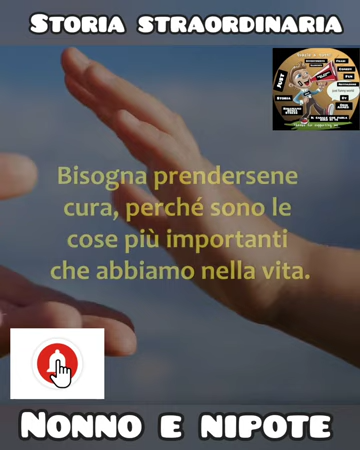 Storia straordinaria
Bisogna prendersene
cura, perché sono le
cose più importanti
che abbiamo nella vita.
Nonno e nipote